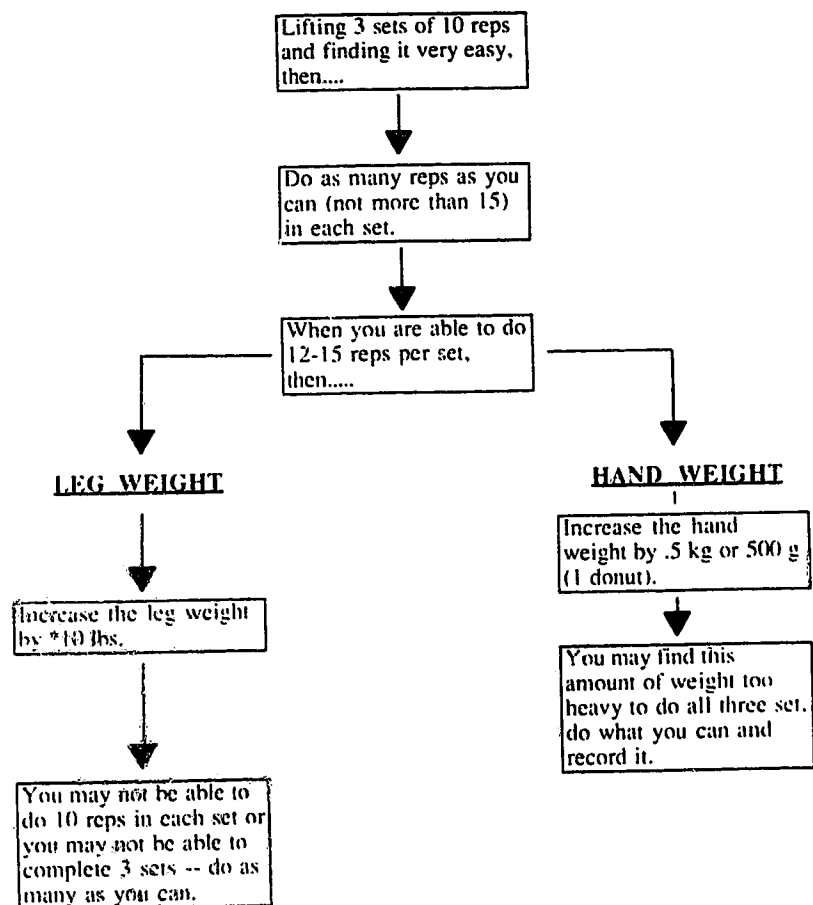 Lifting 3 sets of 10 reps
and finding it very easy,
then....
Do as many reps as you
can (not more than 15)
in each set.
When you are able to do
12-15 reps per set,
then.....
LEG WEIGHT
Increase the leg weight
by *10 lbs.
You may not be able to
do 10 reps in each set or
you may not be able to
complete 3 sets -- do as
many as you can.
HAND WEIGHT
Increase the hand
weight by .5 kg or 500 g
(1 donut).
You may find this
amount of weight too
heavy to do all three set.
do what you can and
record it.